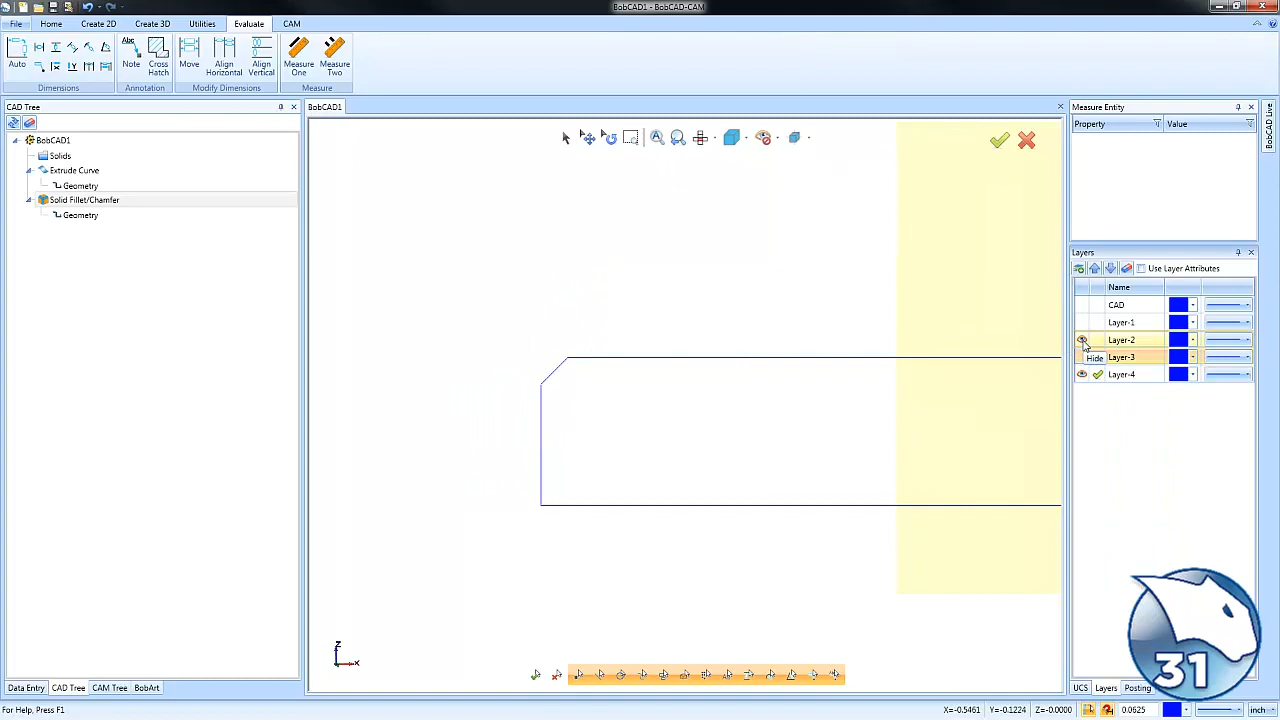 BobCAD1 - BobCAD-CAM
File Home Create 2D Create 3D Utilities Evaluate CAM
Auto Note Cross Hatch Move Align Horizontal Align Vertical Measure One Measure Two
Dimensions Annotation Modify Dimensions Measure
CAD Tree
BobCAD1
Measure Entity
BobCAD Live
Property Value
BobCAD1
Solids
Extrude Curve
Geometry
Solid Fillet/Chamfer
Geometry
Layers
Use Layer Attributes
Name
CAD
Layer-1
Layer-2
Hide Layer-3
Layer-4
Z
X
31
Data Entry CAD Tree CAM Tree BobArt
UCS Layers Posting
For Help, Press F1
X=-0.5461 Y=-0.1224 Z=-0.0000 0.0625 inch